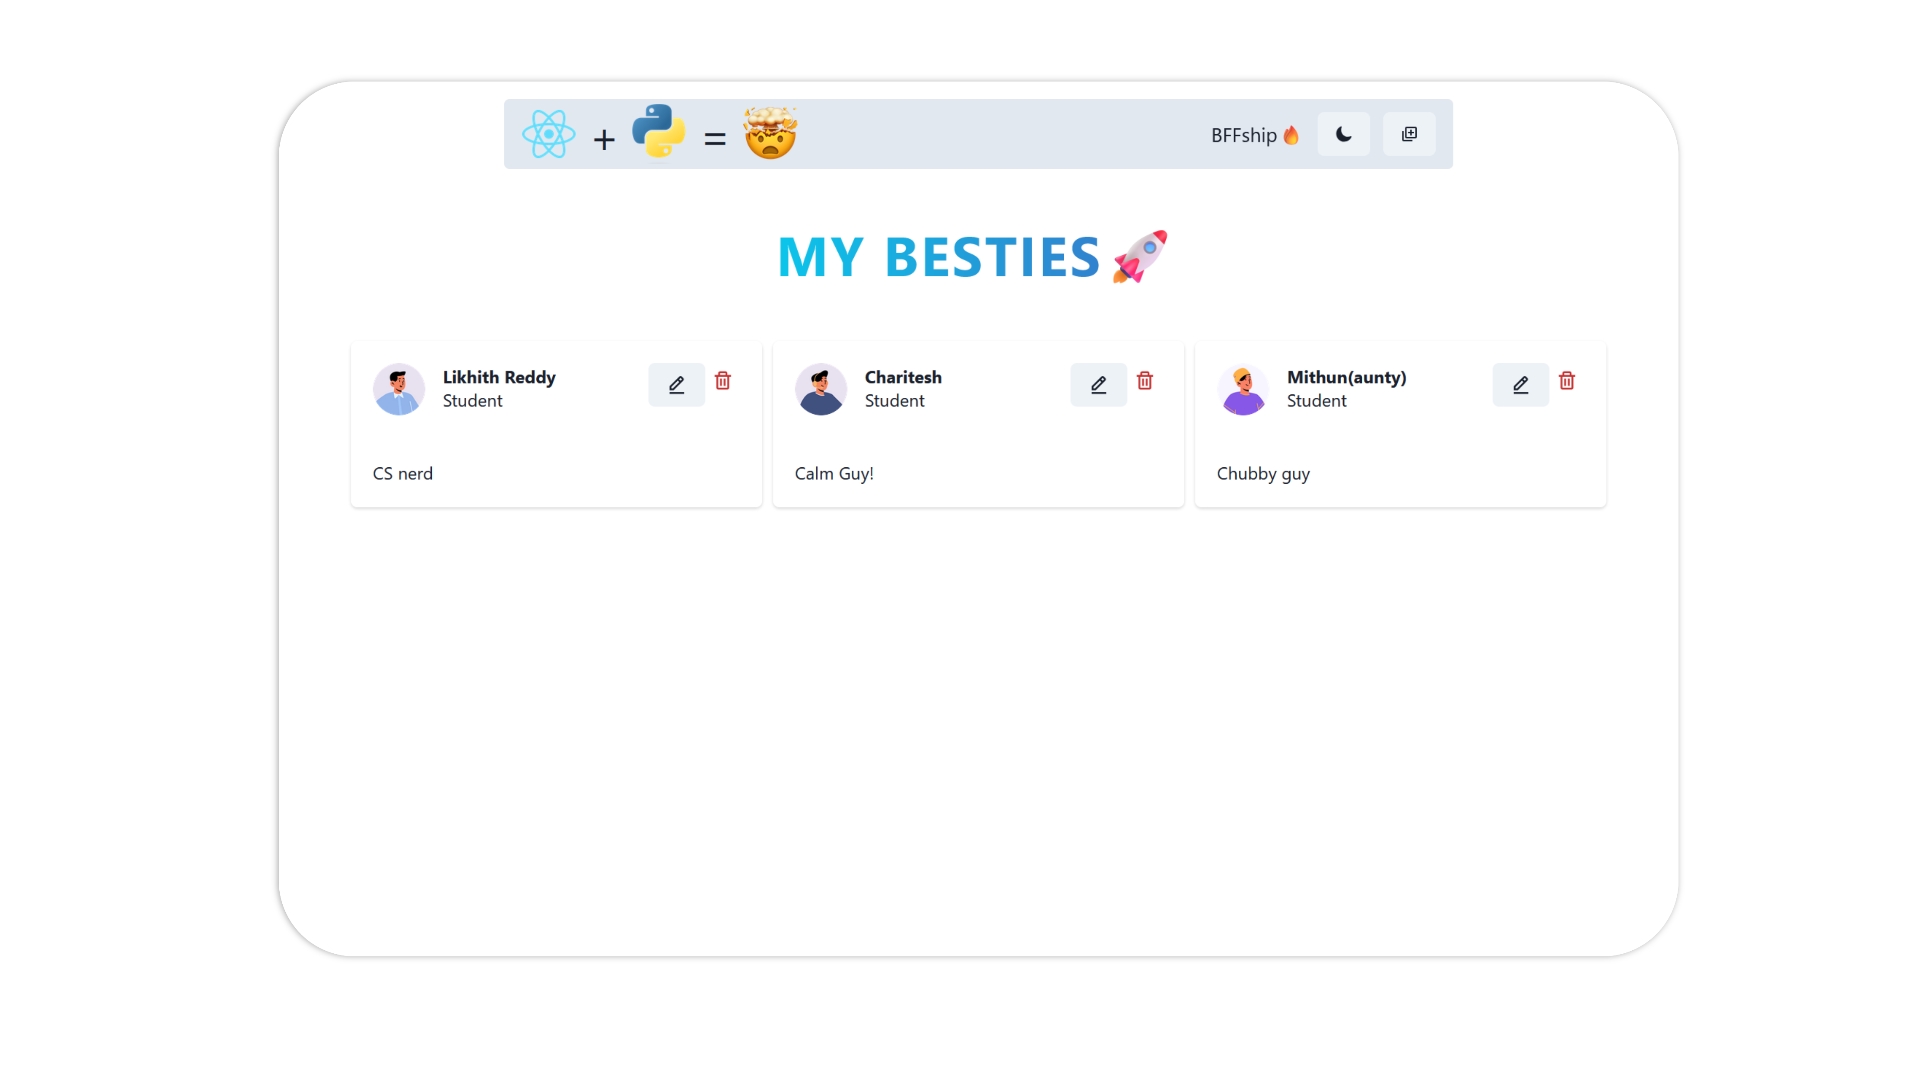 + = 🤯 BFFship 🔥
MY BESTIES 🚀
Likhith Reddy
Student
CS nerd
Charitesh
Student
Calm Guy!
Mithun(aunty)
Student
Chubby guy